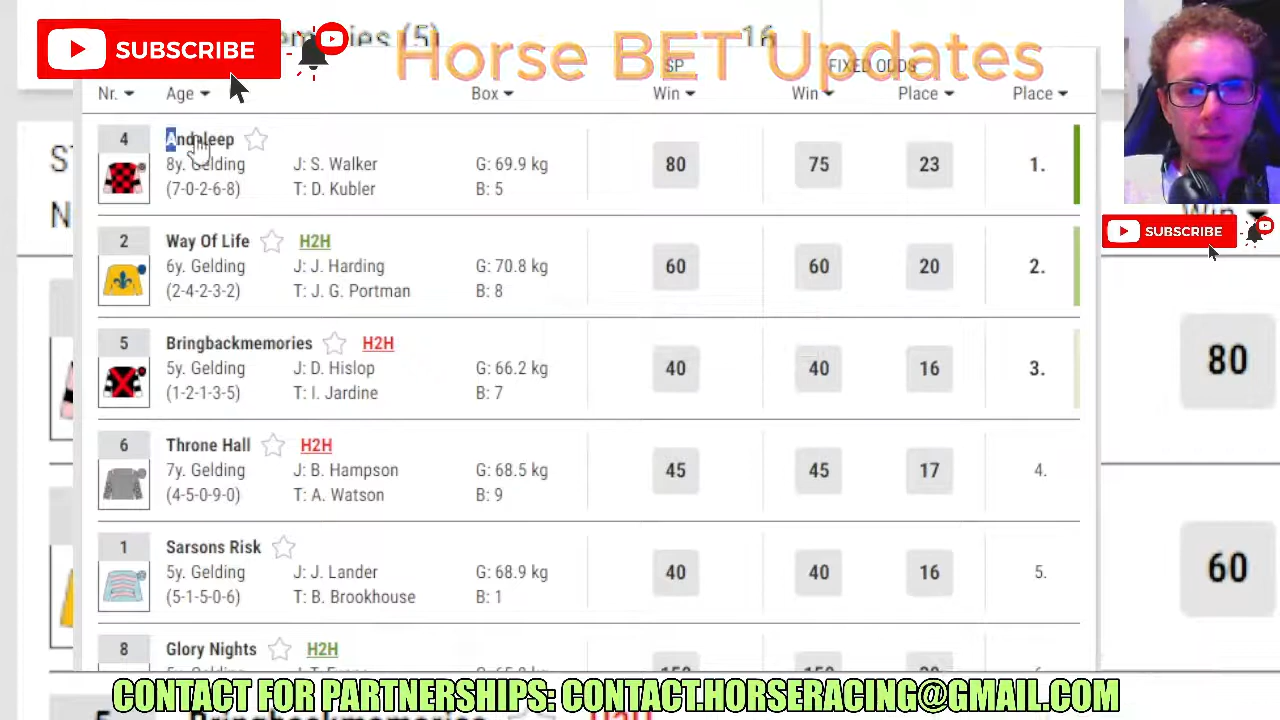 SUBSCRIBE
(5)
16
Horse BET Updates
SP
FIXED ODDS
Nr. Age Box Win Win Place Place
4 Andaleep 80 75 23 1.
8y. Gelding J: S. Walker G: 69.9 kg
(7-0-2-6-8) T: D. Kubler B: 5
2 Way Of Life H2H 60 60 20 2.
6y. Gelding J: J. Harding G: 70.8 kg
(2-4-2-3-2) T: J. G. Portman B: 8
5 Bringbackmemories H2H 40 40 16 3.
5y. Gelding J: D. Hislop G: 66.2 kg
(1-2-1-3-5) T: I. Jardine B: 7
6 Throne Hall H2H 45 45 17 4.
7y. Gelding J: B. Hampson G: 68.5 kg
(4-5-0-9-0) T: A. Watson B: 9
1 Sarsons Risk 40 40 16 5.
5y. Gelding J: J. Lander G: 68.9 kg
(5-1-5-0-6) T: B. Brookhouse B: 1
8 Glory Nights H2H
SUBSCRIBE
80
60
CONTACT FOR PARTNERSHIPS: CONTACT.HORSERACING@GMAIL.COM